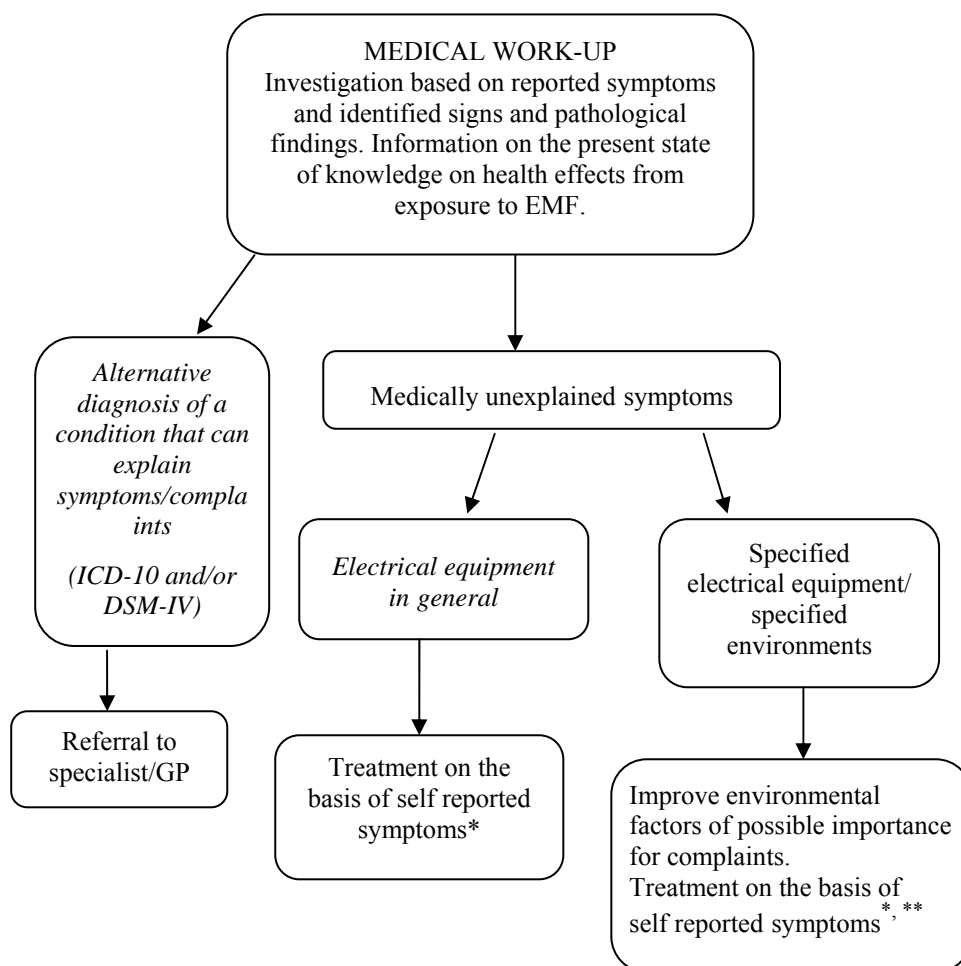 MEDICAL WORK-UP
Investigation based on reported symptoms
and identified signs and pathological
findings. Information on the present state
of knowledge on health effects from
exposure to EMF.
Alternative
diagnosis of a
condition that can
explain
symptoms/compla
ints
(ICD-10 and/or
DSM-IV)
Medically unexplained symptoms
Electrical equipment
in general
Specified
electrical equipment/
specified
environments
Referral to
specialist/GP
Treatment on the
basis of self reported
symptoms*
Improve environmental
factors of possible importance
for complaints.
Treatment on the basis of
self reported symptoms*, **